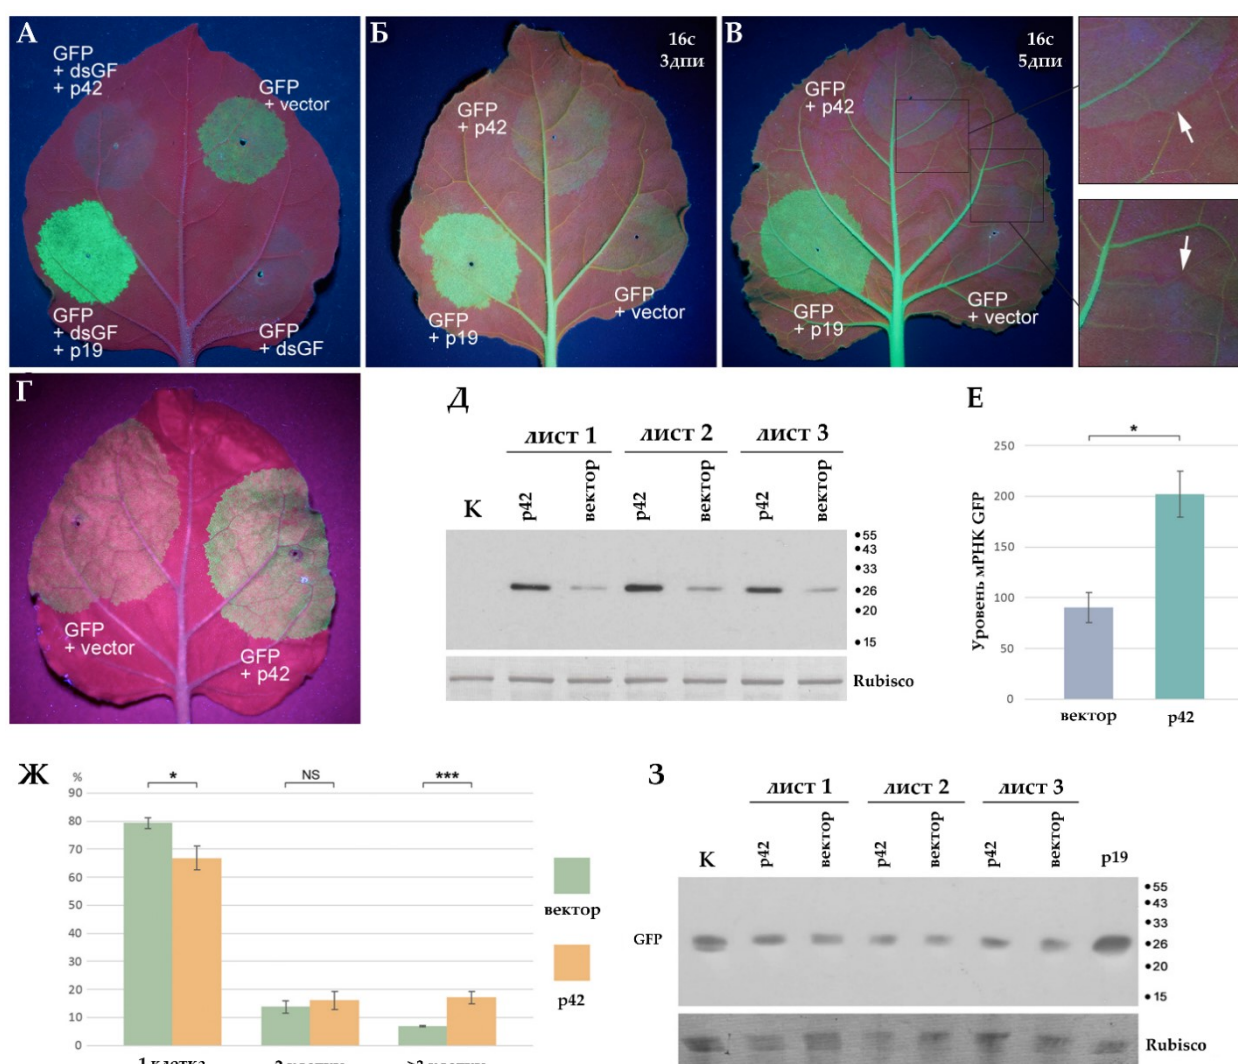 А
GFP
+ dsGF
+ p42
GFP
+ vector
GFP
+ dsGF
+ p19
GFP
+ dsGF
Б
16с
3дпи
GFP
+ p42
GFP
+ p19
GFP
+ vector
В
16с
5дпи
GFP
+ p42
GFP
+ p19
GFP
+ vector
Г
GFP
+ vector
GFP
+ p42
Д
лист 1 лист 2 лист 3
К p42 вектор p42 вектор p42 вектор
•55
•43
•33
•26
•20
•15
Rubisco
Е
*
Уровень мРНК GFP
250
200
150
100
50
0
вектор p42
Ж
%
* NS ***
90
80
70
60
50
40
30
20
10
0
1 клетка
вектор
p42
З
лист 1 лист 2 лист 3
К p42 вектор p42 вектор p42 вектор p19
GFP
•55
•43
•33
•26
•20
•15
Rubisco